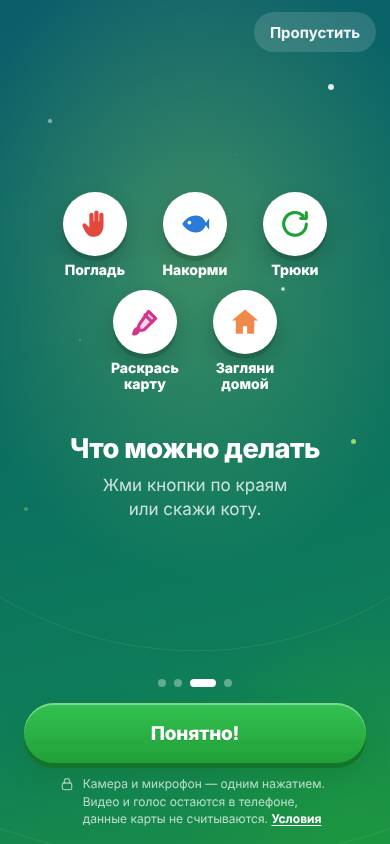 Пропустить
Погладь
Накорми
Трюки
Раскрась
карту
Загляни
домой
Что можно делать
Жми кнопки по краям
или скажи коту.
Понятно!
Камера и микрофон — одним нажатием.
Видео и голос остаются в телефоне,
данные карты не считываются. Условия